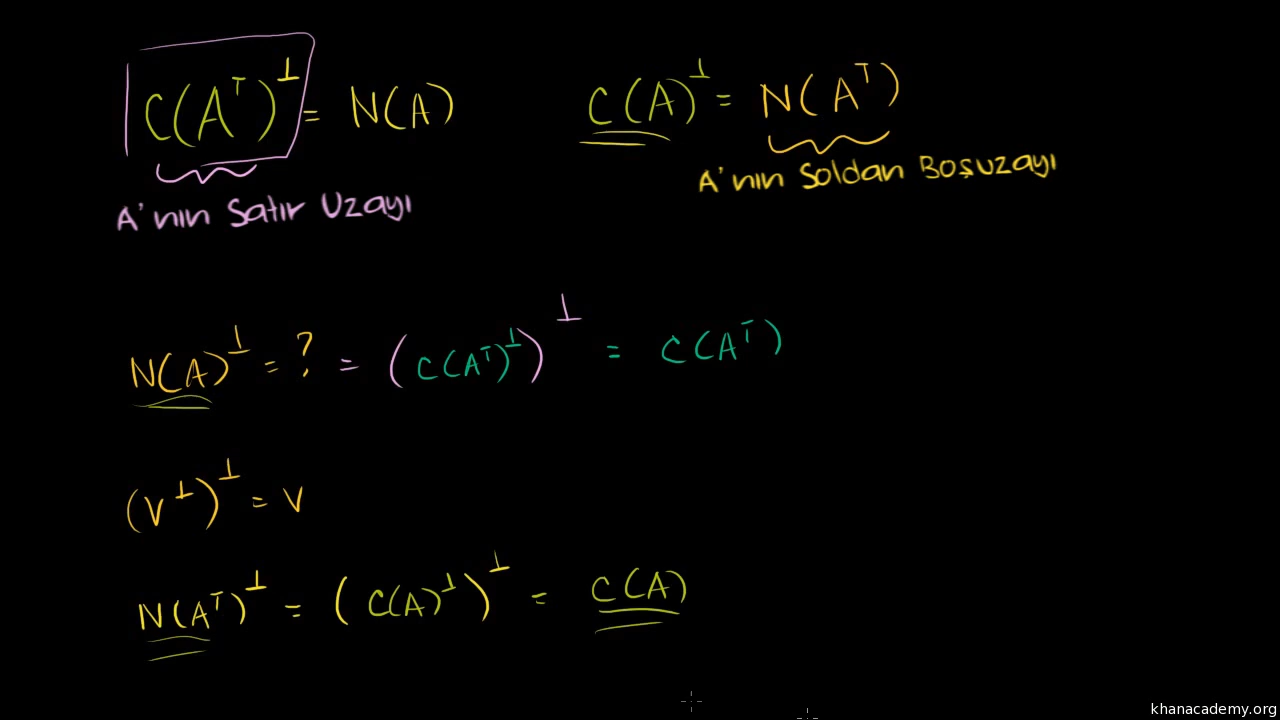 C(Aᵀ)^⊥ = N(A)
C(A)^⊥ = N(Aᵀ)
A'nın Satır Uzayı
A'nın Soldan Boşuzayı
N(A)^⊥ = ? = (C(Aᵀ)^⊥)^⊥ = C(Aᵀ)
(V^⊥)^⊥ = V
N(Aᵀ)^⊥ = (C(A)^⊥)^⊥ = C(A)
khanacademy.org